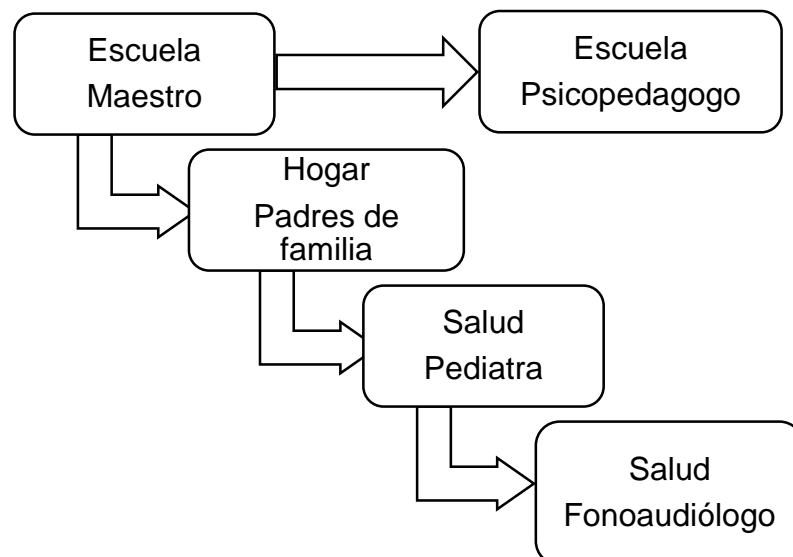 Escuela
Maestro
Escuela
Psicopedagogo
Hogar
Padres de
familia
Salud
Pediatra
Salud
Fonoaudiólogo